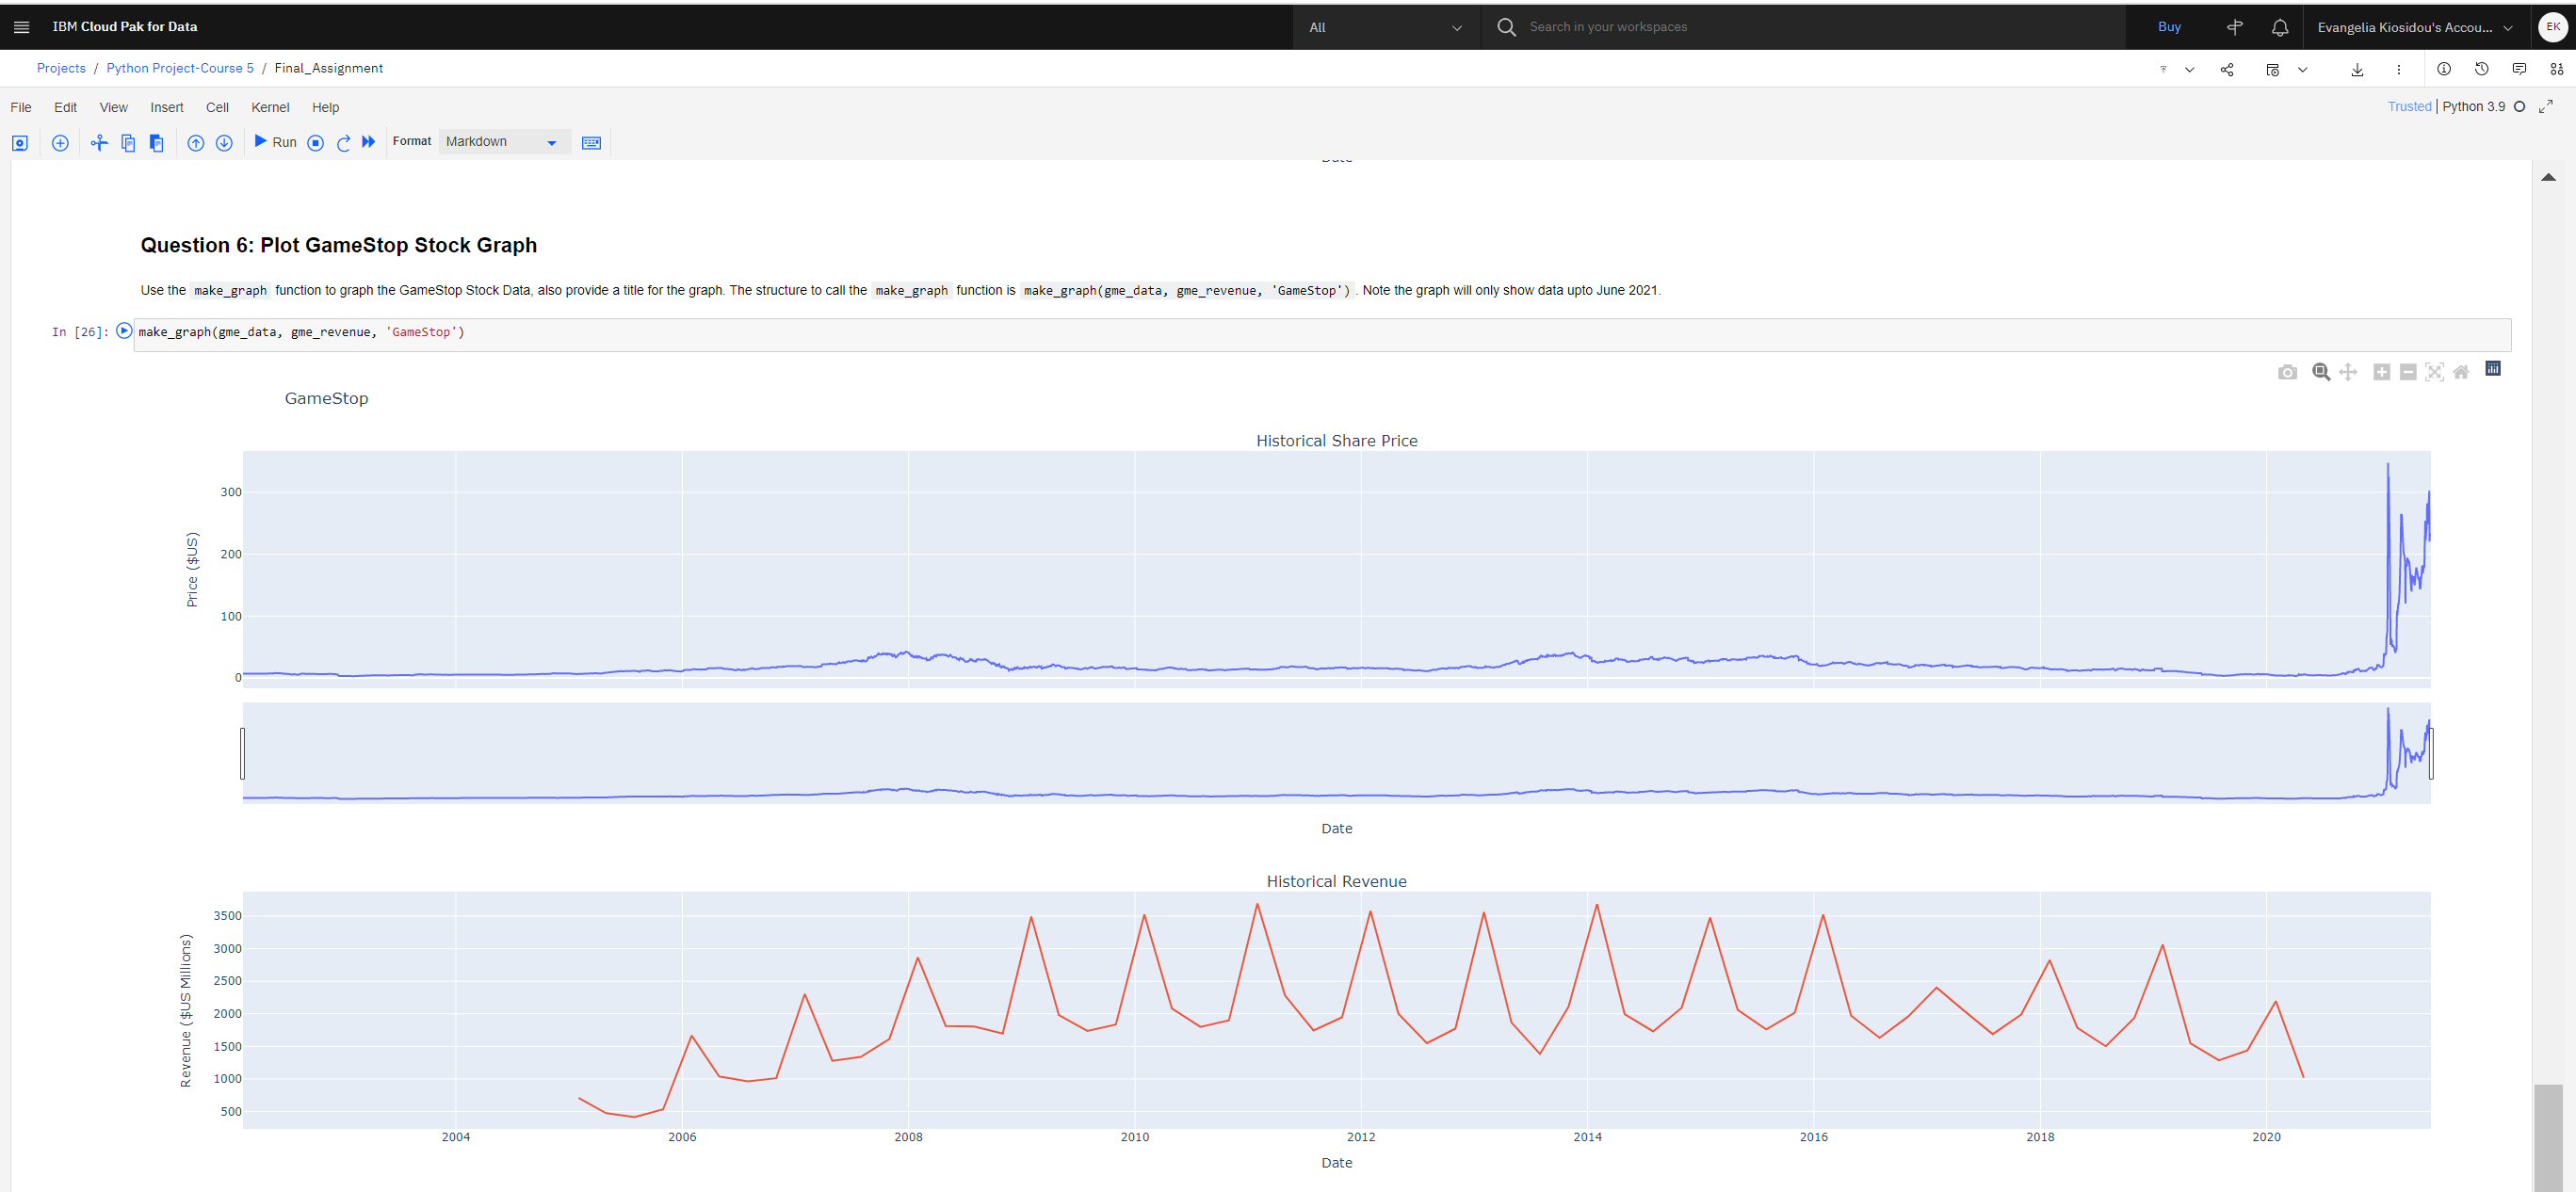 IBM Cloud Pak for Data
All
Search in your workspaces
Buy
Evangelia Kiosidou's Accou...
EK
Projects / Python Project-Course 5 / Final_Assignment
File Edit View Insert Cell Kernel Help
Trusted | Python 3.9
Run
Format
Markdown
Question 6: Plot GameStop Stock Graph
Use the make_graph function to graph the GameStop Stock Data, also provide a title for the graph. The structure to call the make_graph function is make_graph(gme_data, gme_revenue, 'GameStop') . Note the graph will only show data upto June 2021.
In [26]:
make_graph(gme_data, gme_revenue, 'GameStop')
GameStop
Historical Share Price
Price ($US)
300
200
100
0
Date
Historical Revenue
Revenue ($US Millions)
3500
3000
2500
2000
1500
1000
500
2004 2006 2008 2010 2012 2014 2016 2018 2020
Date